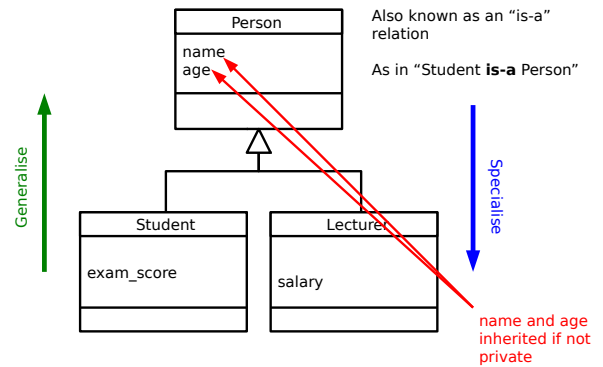 Person
name
age
Also known as an “is-a”
relation
As in “Student is-a Person”
Generalise
Specialise
Student
exam_score
Lecturer
salary
name and age
inherited if not
private